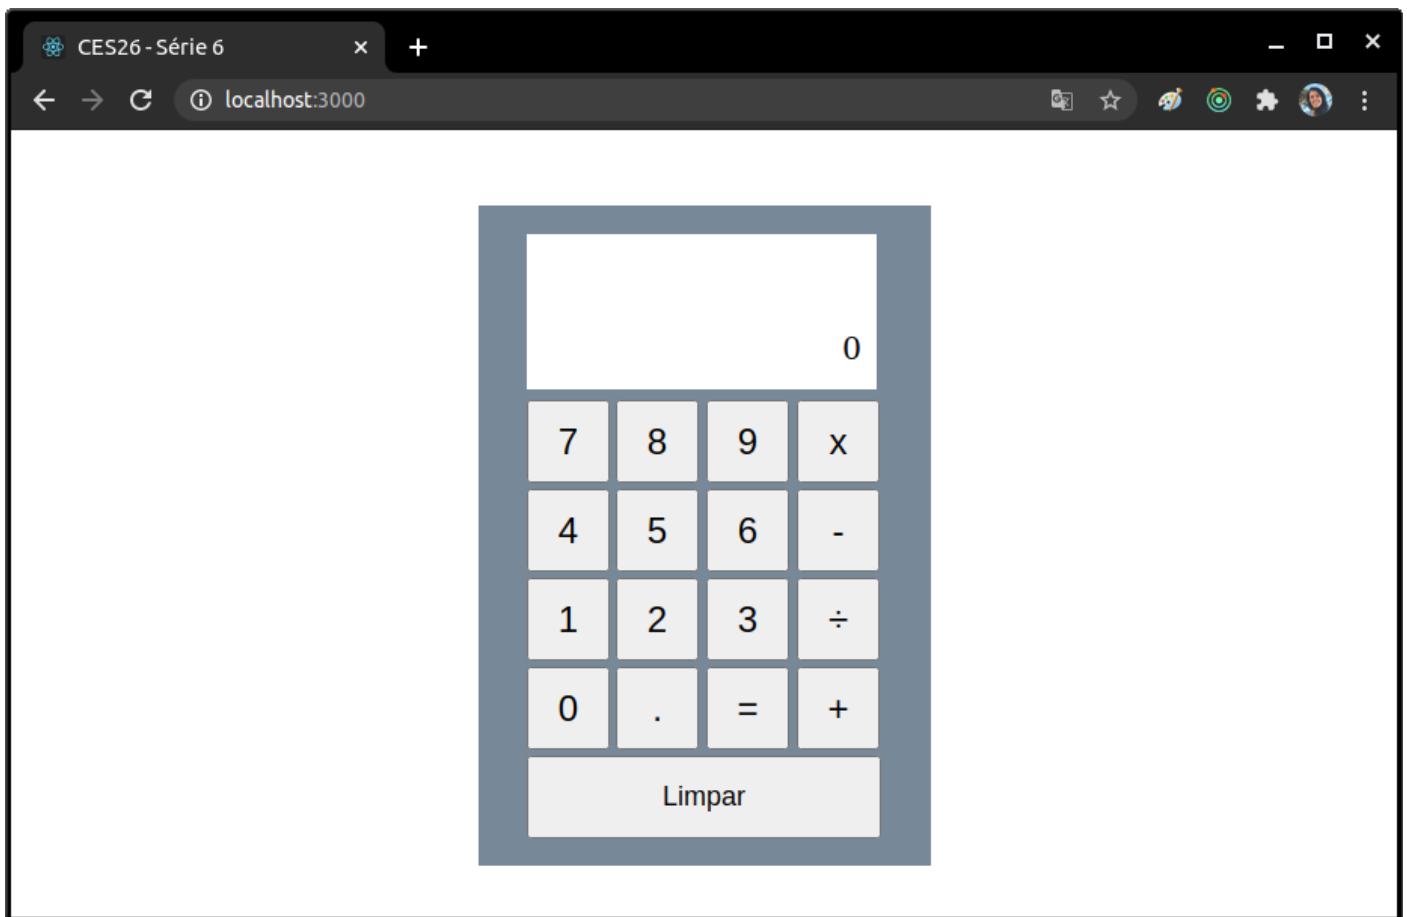 CES26 - Série 6
localhost:3000
0
7 8 9 x
4 5 6 -
1 2 3 ÷
0 . = +
Limpar